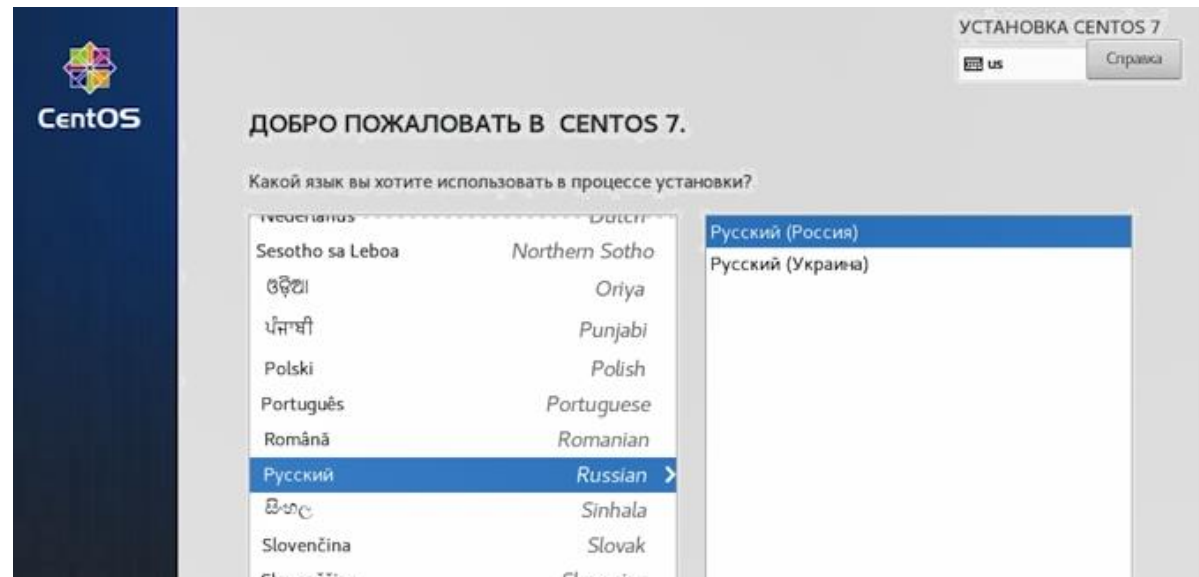 УСТАНОВКА CENTOS 7
us
Справка
CentOS
ДОБРО ПОЖАЛОВАТЬ В CENTOS 7.
Какой язык вы хотите использовать в процессе установки?
Nederlands Dutch
Sesotho sa Leboa Northern Sotho
ଓଡ଼ିଆ Oriya
ਪੰਜਾਬੀ Punjabi
Polski Polish
Português Portuguese
Română Romanian
Русский Russian
සිංහල Sinhala
Slovenčina Slovak
Русский (Россия)
Русский (Украина)